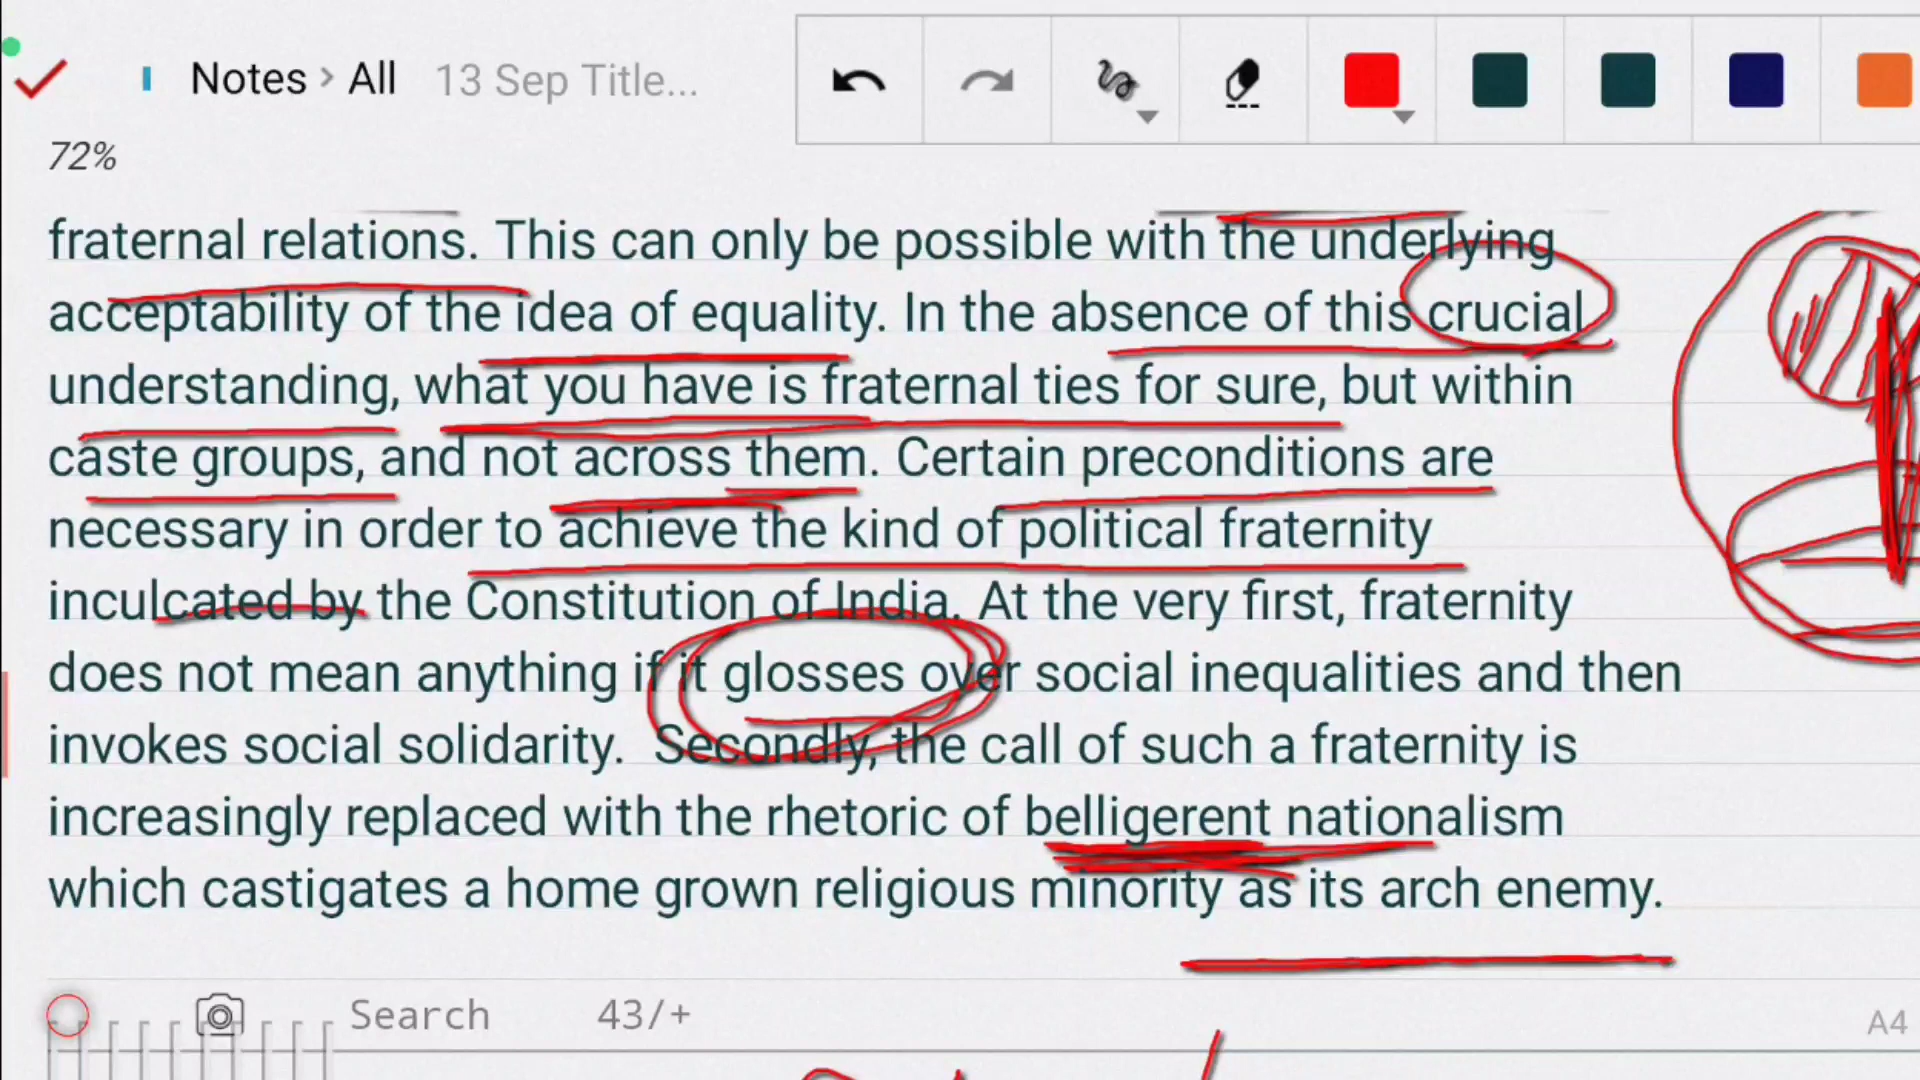 Notes > All 13 Sep Title...
72%
fraternal relations. This can only be possible with the underlying
acceptability of the idea of equality. In the absence of this crucial
understanding, what you have is fraternal ties for sure, but within
caste groups, and not across them. Certain preconditions are
necessary in order to achieve the kind of political fraternity
inculcated by the Constitution of India. At the very first, fraternity
does not mean anything if it glosses over social inequalities and then
invokes social solidarity. Secondly, the call of such a fraternity is
increasingly replaced with the rhetoric of belligerent nationalism
which castigates a home grown religious minority as its arch enemy.
Search 43/+
A4